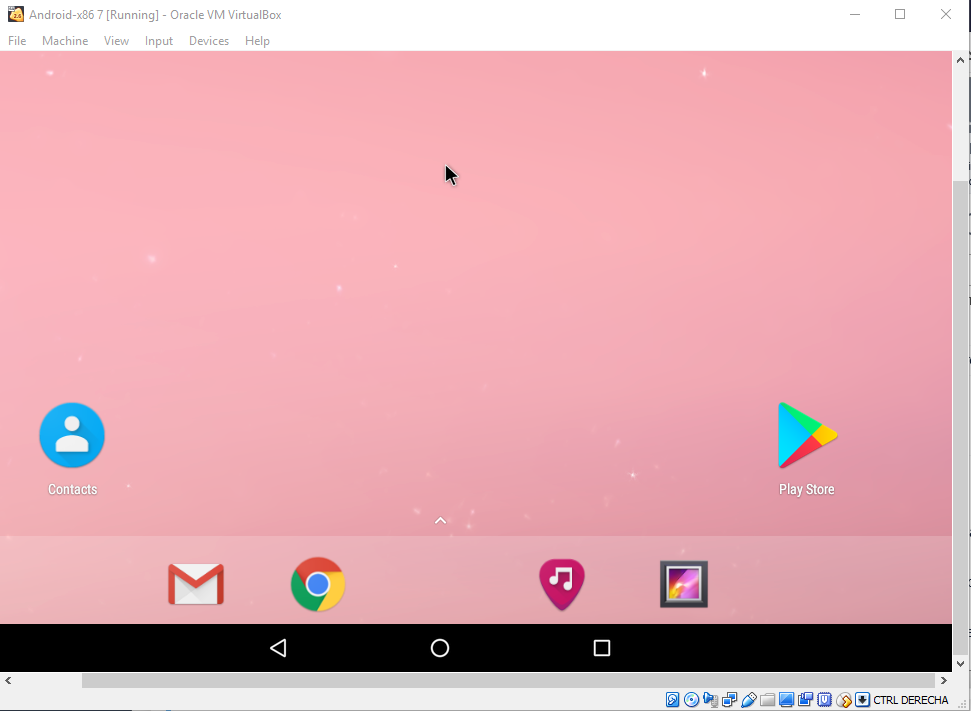 Android-x86 7 [Running] - Oracle VM VirtualBox
File Machine View Input Devices Help
Contacts
Play Store
CTRL DERECHA